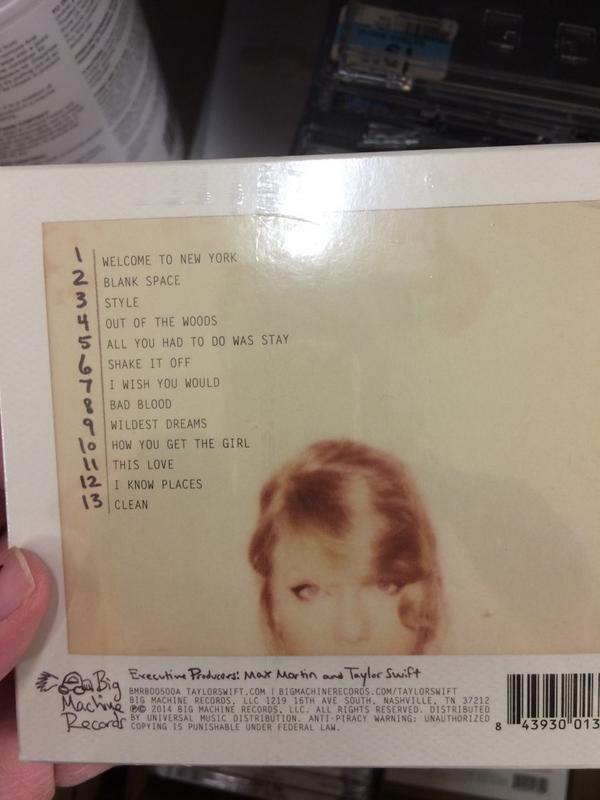 1 WELCOME TO NEW YORK
2 BLANK SPACE
3 STYLE
4 OUT OF THE WOODS
5 ALL YOU HAD TO DO WAS STAY
6 SHAKE IT OFF
7 I WISH YOU WOULD
8 BAD BLOOD
9 WILDEST DREAMS
10 HOW YOU GET THE GIRL
11 THIS LOVE
12 I KNOW PLACES
13 CLEAN
Big Machine Records
Executive Producers: Max Martin and Taylor Swift
BMRBD0500A TAYLORSWIFT.COM | BIGMACHINERECORDS.COM/TAYLORSWIFT
BIG MACHINE RECORDS, LLC 1219 16TH AVE SOUTH, NASHVILLE, TN 37212
℗© 2014 BIG MACHINE RECORDS, LLC. ALL RIGHTS RESERVED. DISTRIBUTED
BY UNIVERSAL MUSIC DISTRIBUTION. ANTI-PIRACY WARNING: UNAUTHORIZED
COPYING IS PUNISHABLE UNDER FEDERAL LAW.
8 43930 013